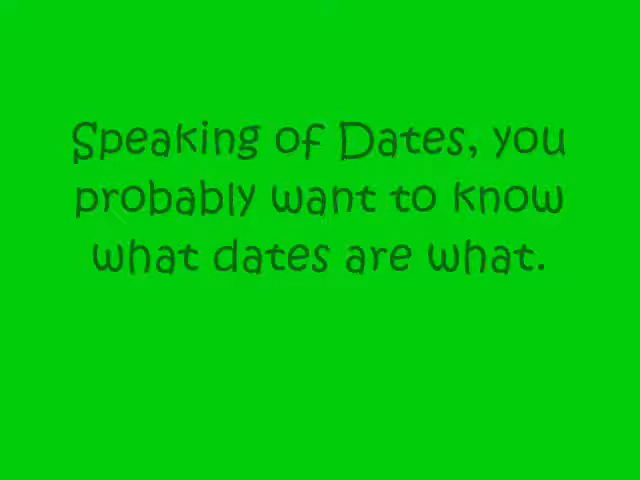 Speaking of Dates, you
probably want to know
what dates are what.